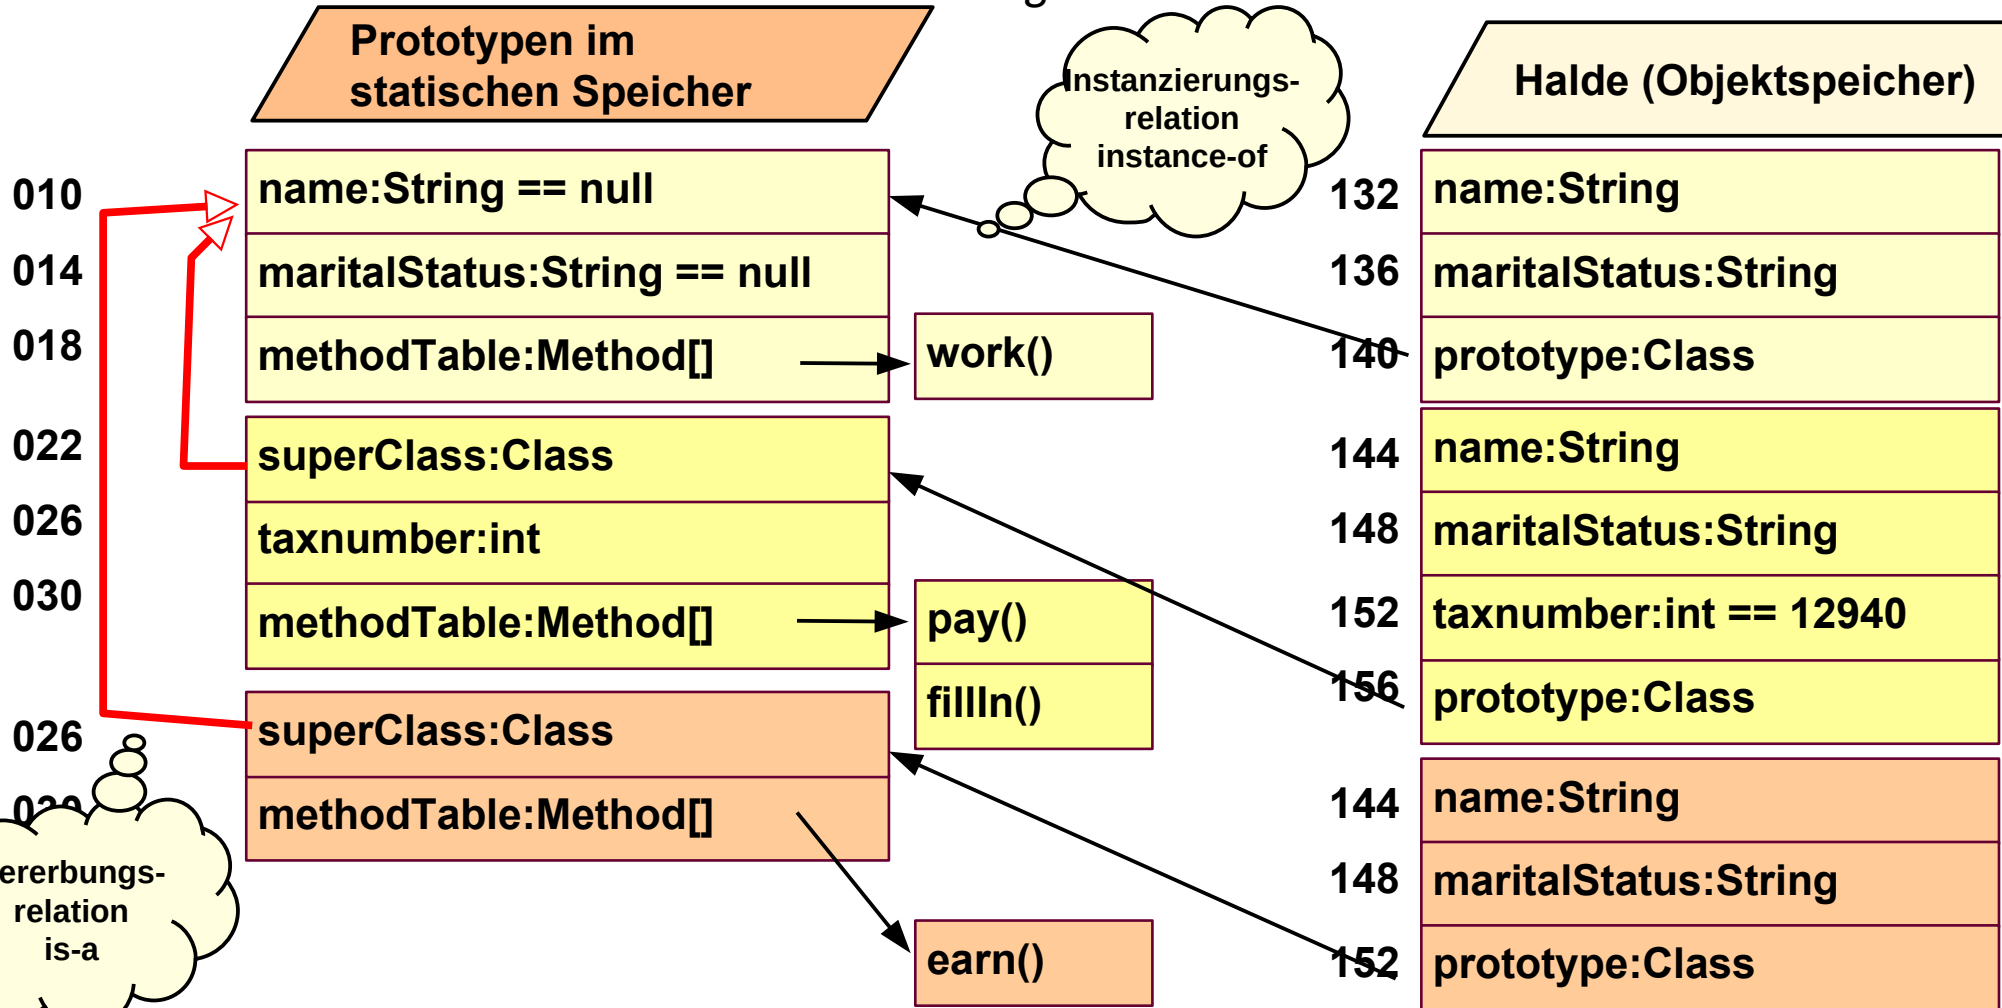 Prototypen im
statischen Speicher
Instanzierungs-
relation
instance-of
Halde (Objektspeicher)
010
name:String == null
014
maritalStatus:String == null
018
methodTable:Method[]
work()
022
superClass:Class
026
taxnumber:int
030
methodTable:Method[]
pay()
fillIn()
026
superClass:Class
methodTable:Method[]
earn()
ererbungs-
relation
is-a
132
name:String
136
maritalStatus:String
140
prototype:Class
144
name:String
148
maritalStatus:String
152
taxnumber:int == 12940
156
prototype:Class
144
name:String
148
maritalStatus:String
152
prototype:Class